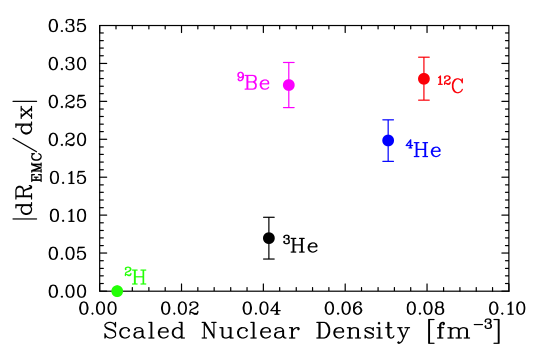 0.35
0.30
0.25
0.20
0.15
0.10
0.05
0.00
|dR_EMC/dx|
⁹Be
¹²C
⁴He
³He
²H
0.00 0.02 0.04 0.06 0.08 0.10
Scaled Nuclear Density [fm⁻³]